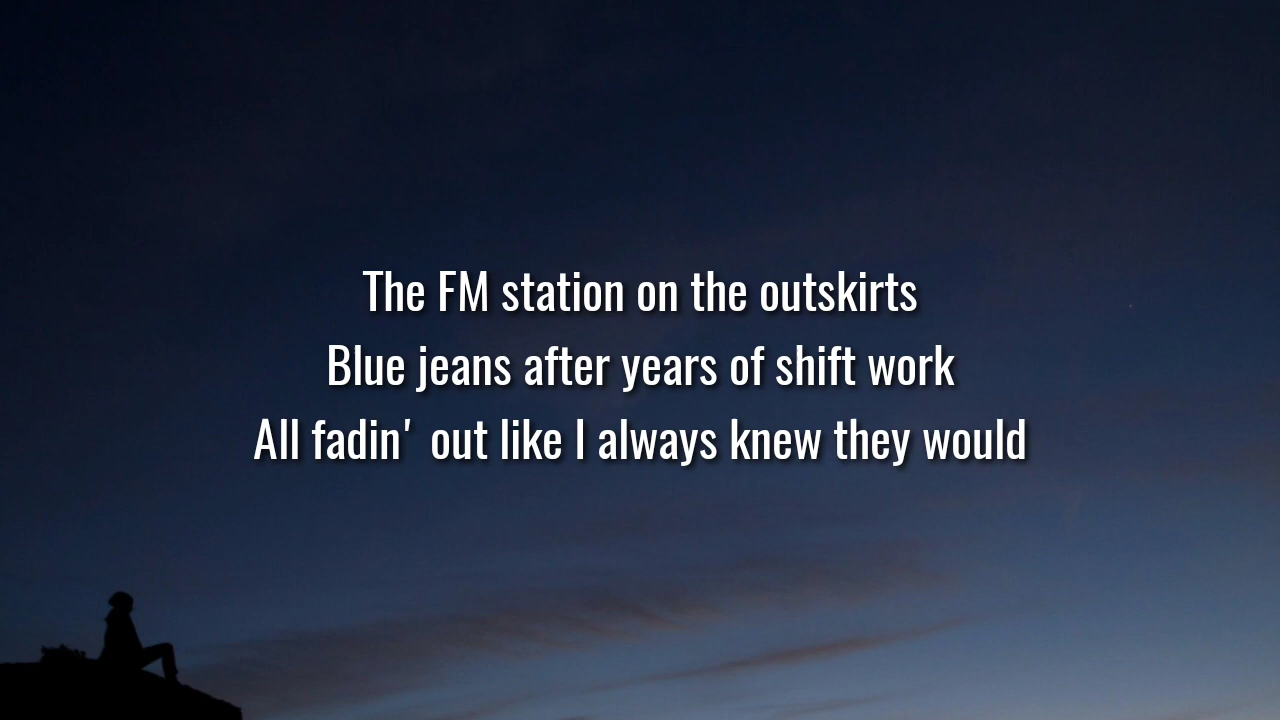 The FM station on the outskirts
Blue jeans after years of shift work
All fadin' out like I always knew they would